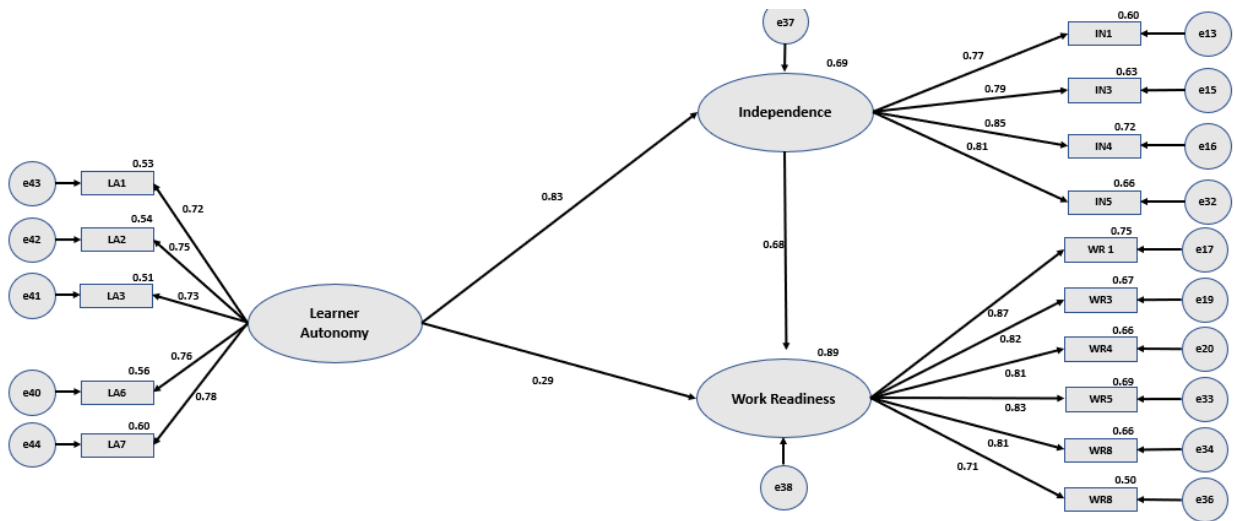 e37
0.69
Independence
0.60
IN1
e13
0.77
0.63
IN3
e15
0.79
0.72
IN4
e16
0.85
0.66
IN5
e32
0.81
0.53
e43
LA1
0.72
0.54
e42
LA2
0.75
0.51
e41
LA3
0.73
0.56
e40
LA6
0.76
0.60
e44
LA7
0.78
Learner
Autonomy
0.83
0.29
0.68
0.89
Work Readiness
e38
0.75
WR 1
e17
0.87
0.67
WR3
e19
0.82
0.66
WR4
e20
0.81
0.69
WR5
e33
0.83
0.66
WR8
e34
0.81
0.50
WR8
e36
0.71